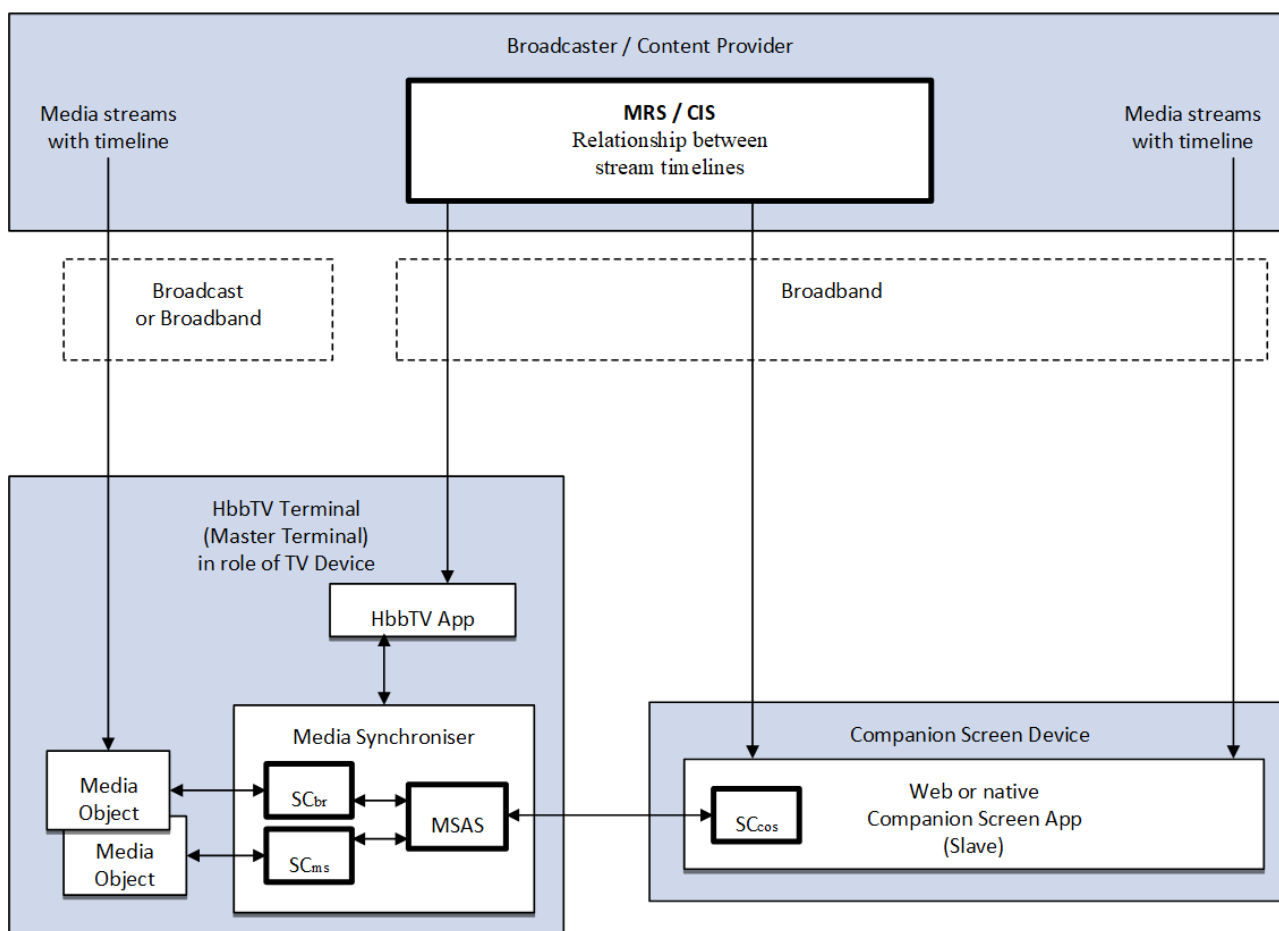 Broadcaster / Content Provider
Media streams
with timeline
MRS / CIS
Relationship between
stream timelines
Media streams
with timeline
Broadcast
or Broadband
Broadband
HbbTV Terminal
(Master Terminal)
in role of TV Device
HbbTV App
Media Synchroniser
Media
Object
Media
Object
SCbr
SCms
MSAS
Companion Screen Device
SCcos
Web or native
Companion Screen App
(Slave)